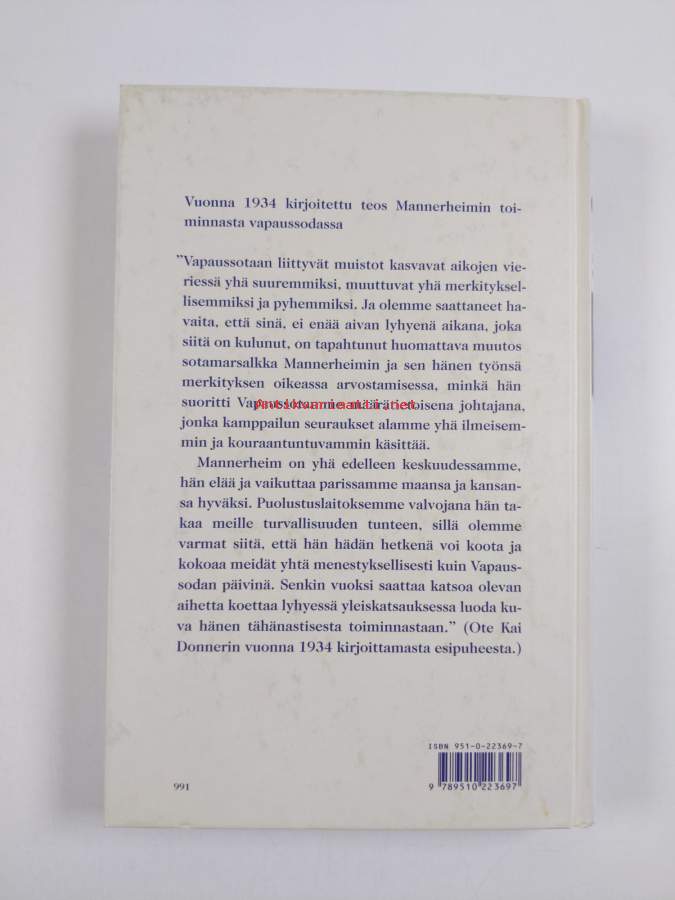 Vuonna 1934 kirjoitettu teos Mannerheimin toi-
minnasta vapaussodassa
”Vapaussotaan liittyvät muistot kasvavat aikojen vie-
riessä yhä suuremmiksi, muuttuvat yhä merkityksel-
lisemmiksi ja pyhemmiksi. Ja olemme saattaneet ha-
vaita, että sinä, ei enää aivan lyhyenä aikana, joka
siitä on kulunut, on tapahtunut huomattava muutos
sotamarsalkka Mannerheimin ja sen hänen työnsä
merkityksen oikeassa arvostamisessa, minkä hän
suoritti Vapaussotamme määrätietoisena johtajana,
Antikvariaatti.net
jonka kamppailun seuraukset alamme yhä ilmeisem-
min ja kouraantuntuvammin käsittää.
Mannerheim on yhä edelleen keskuudessamme,
hän elää ja vaikuttaa parissamme maansa ja kansan-
sa hyväksi. Puolustuslaitoksemme valvojana hän ta-
kaa meille turvallisuuden tunteen, sillä olemme
varmat siitä, että hän hädän hetkenä voi koota ja
kokoaa meidät yhtä menestyksellisesti kuin Vapaus-
sodan päivinä. Senkin vuoksi saattaa katsoa olevan
aihetta koettaa lyhyessä yleiskatsauksessa luoda ku-
va hänen tähänastisesta toiminnastaan.” (Ote Kai
Donnerin vuonna 1934 kirjoittamasta esipuheesta.)
ISBN 951-0-22369-7
9 789510 223697
991